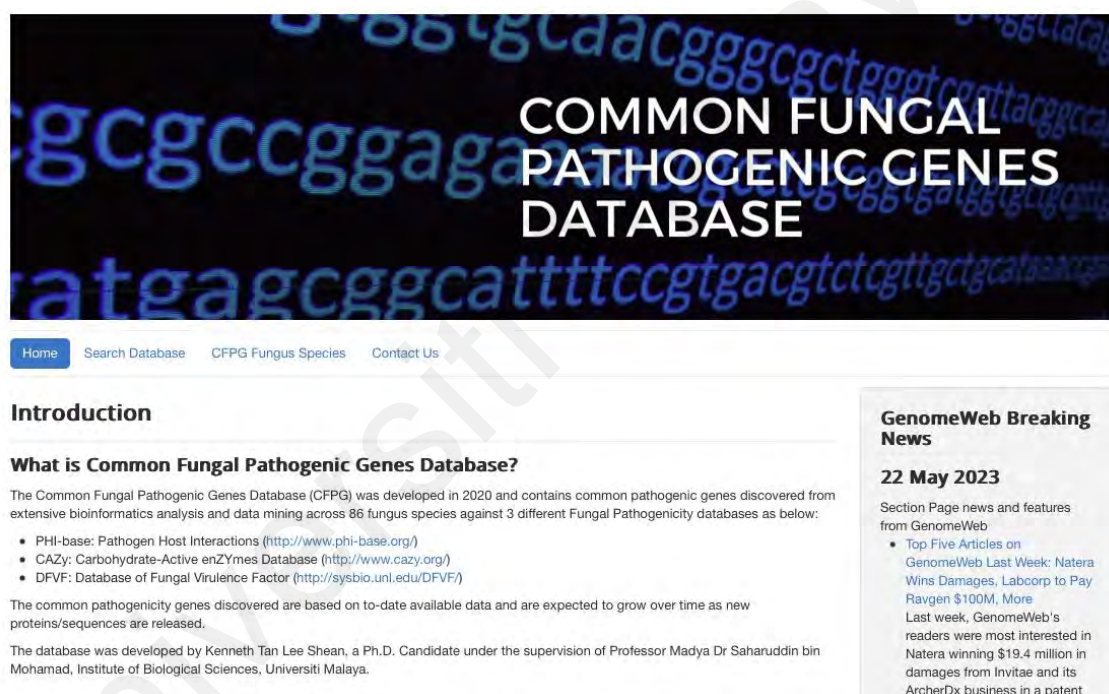 ggtgcaacgggcgctgggtcg
COMMON FUNGAL
PATHOGENIC GENES
DATABASE
gcgccggaga
atgagcggcattttccgtgacgtctcgttgctgcat
Home Search Database CFPG Fungus Species Contact Us
Introduction
What is Common Fungal Pathogenic Genes Database?
The Common Fungal Pathogenic Genes Database (CFPG) was developed in 2020 and contains common pathogenic genes discovered from
extensive bioinformatics analysis and data mining across 86 fungus species against 3 different Fungal Pathogenicity databases as below:
• PHI-base: Pathogen Host Interactions (http://www.phi-base.org/)
• CAZy: Carbohydrate-Active enZYmes Database (http://www.cazy.org/)
• DFVF: Database of Fungal Virulence Factor (http://sysbio.unl.edu/DFVF/)
The common pathogenicity genes discovered are based on to-date available data and are expected to grow over time as new
proteins/sequences are released.
The database was developed by Kenneth Tan Lee Shean, a Ph.D. Candidate under the supervision of Professor Madya Dr Saharuddin bin
Mohamad, Institute of Biological Sciences, Universiti Malaya.
GenomeWeb Breaking
News
22 May 2023
Section Page news and features
from GenomeWeb
• Top Five Articles on
GenomeWeb Last Week: Natera
Wins Damages, Labcorp to Pay
Ravgen $100M, More
Last week, GenomeWeb's
readers were most interested in
Natera winning $19.4 million in
damages from Invitae and its
ArcherDx business in a patent